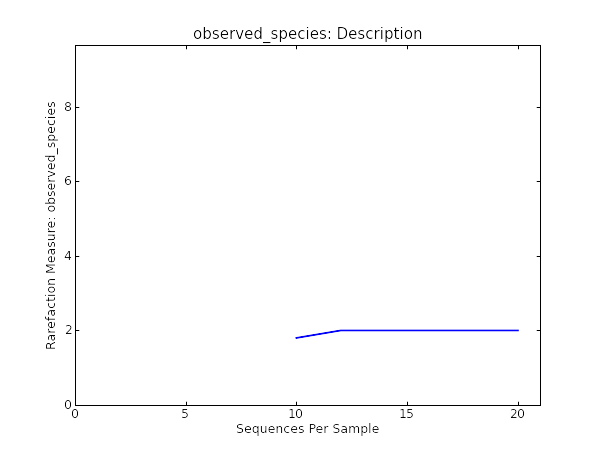 observed_species: Description
Rarefaction Measure: observed_species
8
6
4
2
0
0 5 10 15 20
Sequences Per Sample